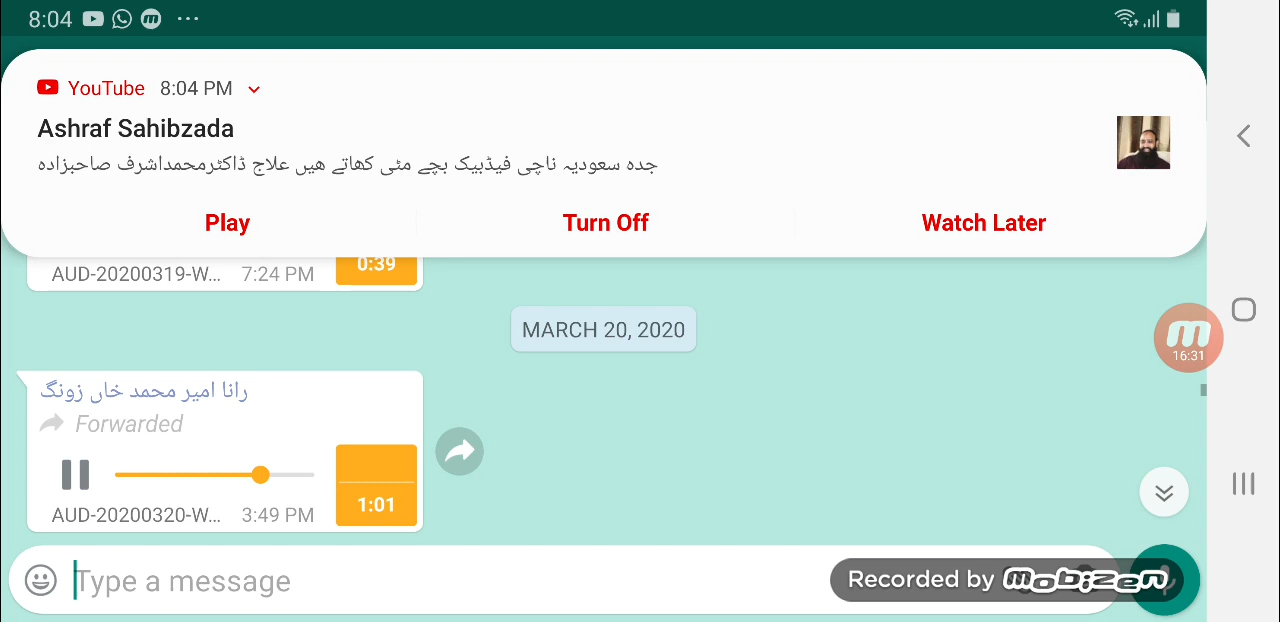 8:04
YouTube 8:04 PM
Ashraf Sahibzada
جده سعودیہ ناچی فیڈبیک بچے مٹی کھاتے ھیں علاج ڈاکٹرمحمداشرف صاحبزادہ
Play Turn Off Watch Later
0:39
AUD-20200319-W... 7:24 PM
MARCH 20, 2020
16:31
رانا امیر محمد خاں زونگ
Forwarded
1:01
AUD-20200320-W... 3:49 PM
Type a message
Recorded by mobizen